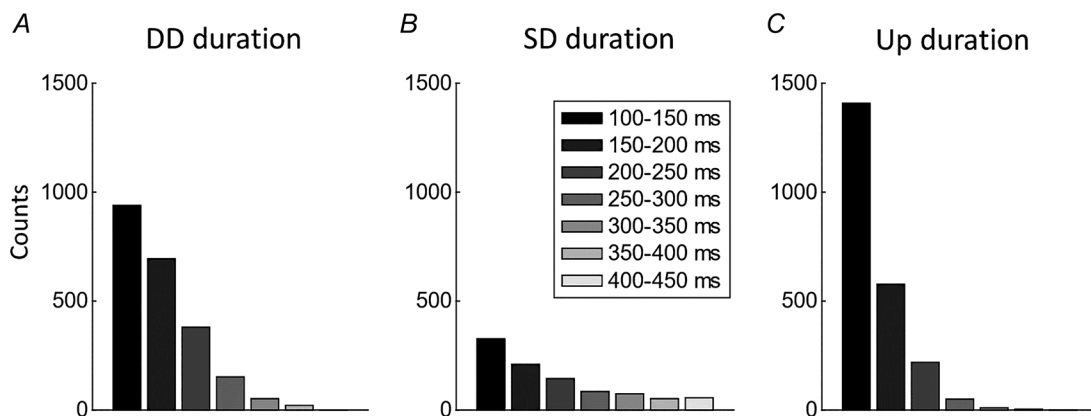 A
DD duration
B
SD duration
C
Up duration
Counts
1500
1000
500
0
1500
1000
500
0
100-150 ms
150-200 ms
200-250 ms
250-300 ms
300-350 ms
350-400 ms
400-450 ms
1500
1000
500
0